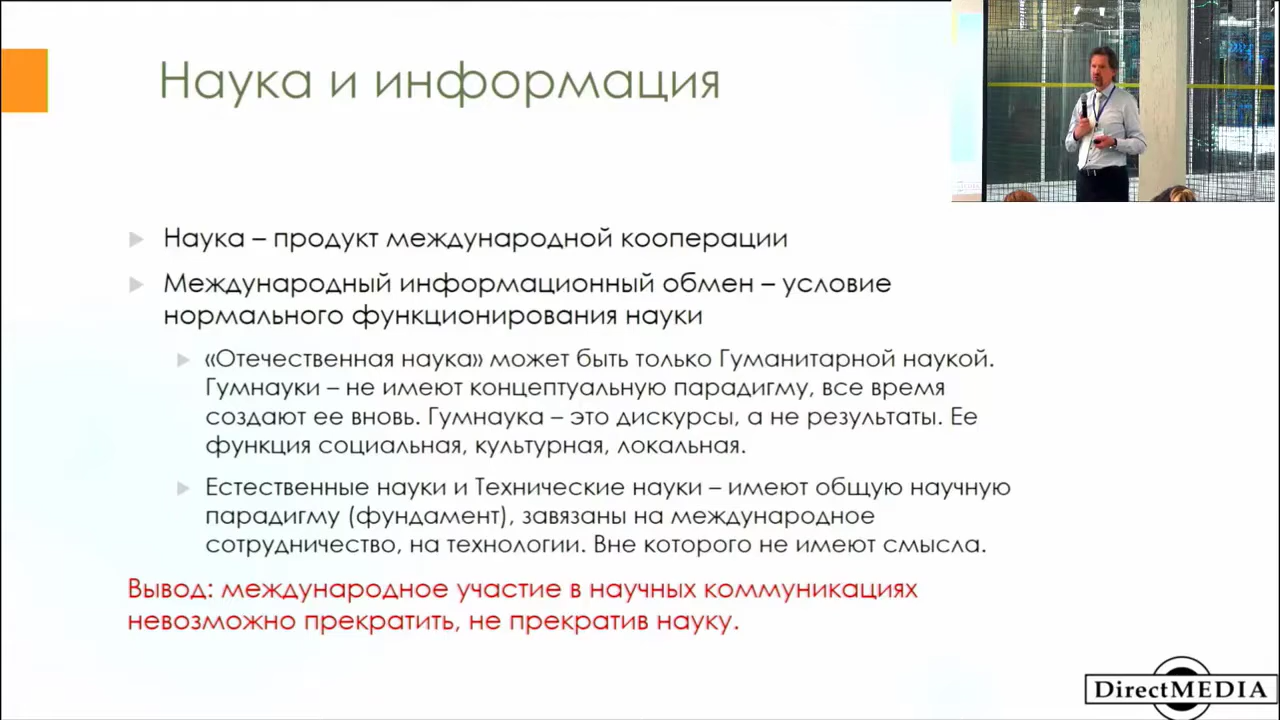 Наука и информация
Наука – продукт международной кооперации
Международный информационный обмен – условие
нормального функционирования науки
«Отечественная наука» может быть только Гуманитарной наукой.
Гумнауки – не имеют концептуальную парадигму, все время
создают ее вновь. Гумнаука – это дискурсы, а не результаты. Ее
функция социальная, культурная, локальная.
Естественные науки и Технические науки – имеют общую научную
парадигму (фундамент), завязаны на международное
сотрудничество, на технологии. Вне которого не имеют смысла.
Вывод: международное участие в научных коммуникациях
невозможно прекратить, не прекратив науку.
DirectMEDIA